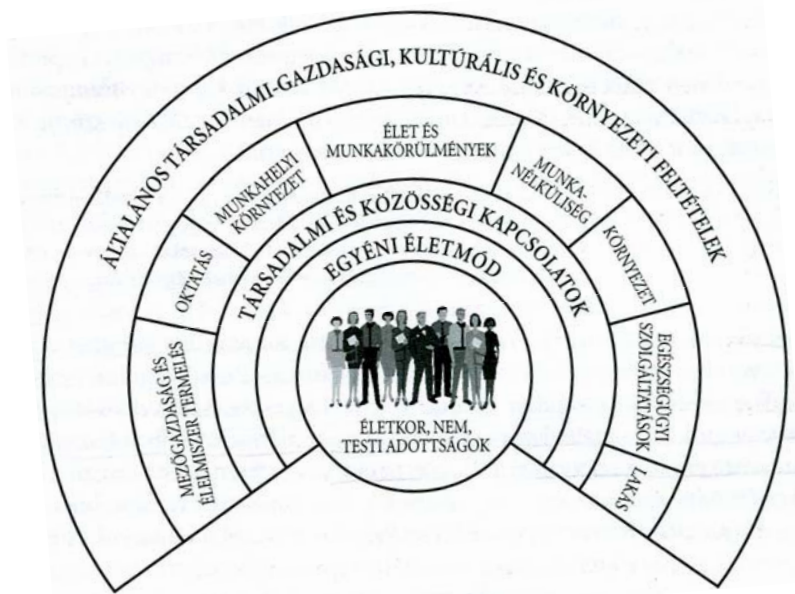 ÁLTALÁNOS TÁRSADALMI-GAZDASÁGI, KULTÚRÁLIS ÉS KÖRNYEZETI FELTÉTELEK
MEZŐGAZDASÁG ÉS
ÉLELMISZER TERMELÉS
OKTATÁS
MUNKAHELYI
KÖRNYEZET
ÉLET ÉS
MUNKAKÖRÜLMÉNYEK
MUNKA-
NÉLKÜLISÉG
KÖRNYEZET
EGÉSZSÉGÜGYI
SZOLGÁLTATÁSOK
LAKÁS
TÁRSADALMI ÉS KÖZÖSSÉGI KAPCSOLATOK
EGYÉNI ÉLETMÓD
ÉLETKOR, NEM,
TESTI ADOTTSÁGOK